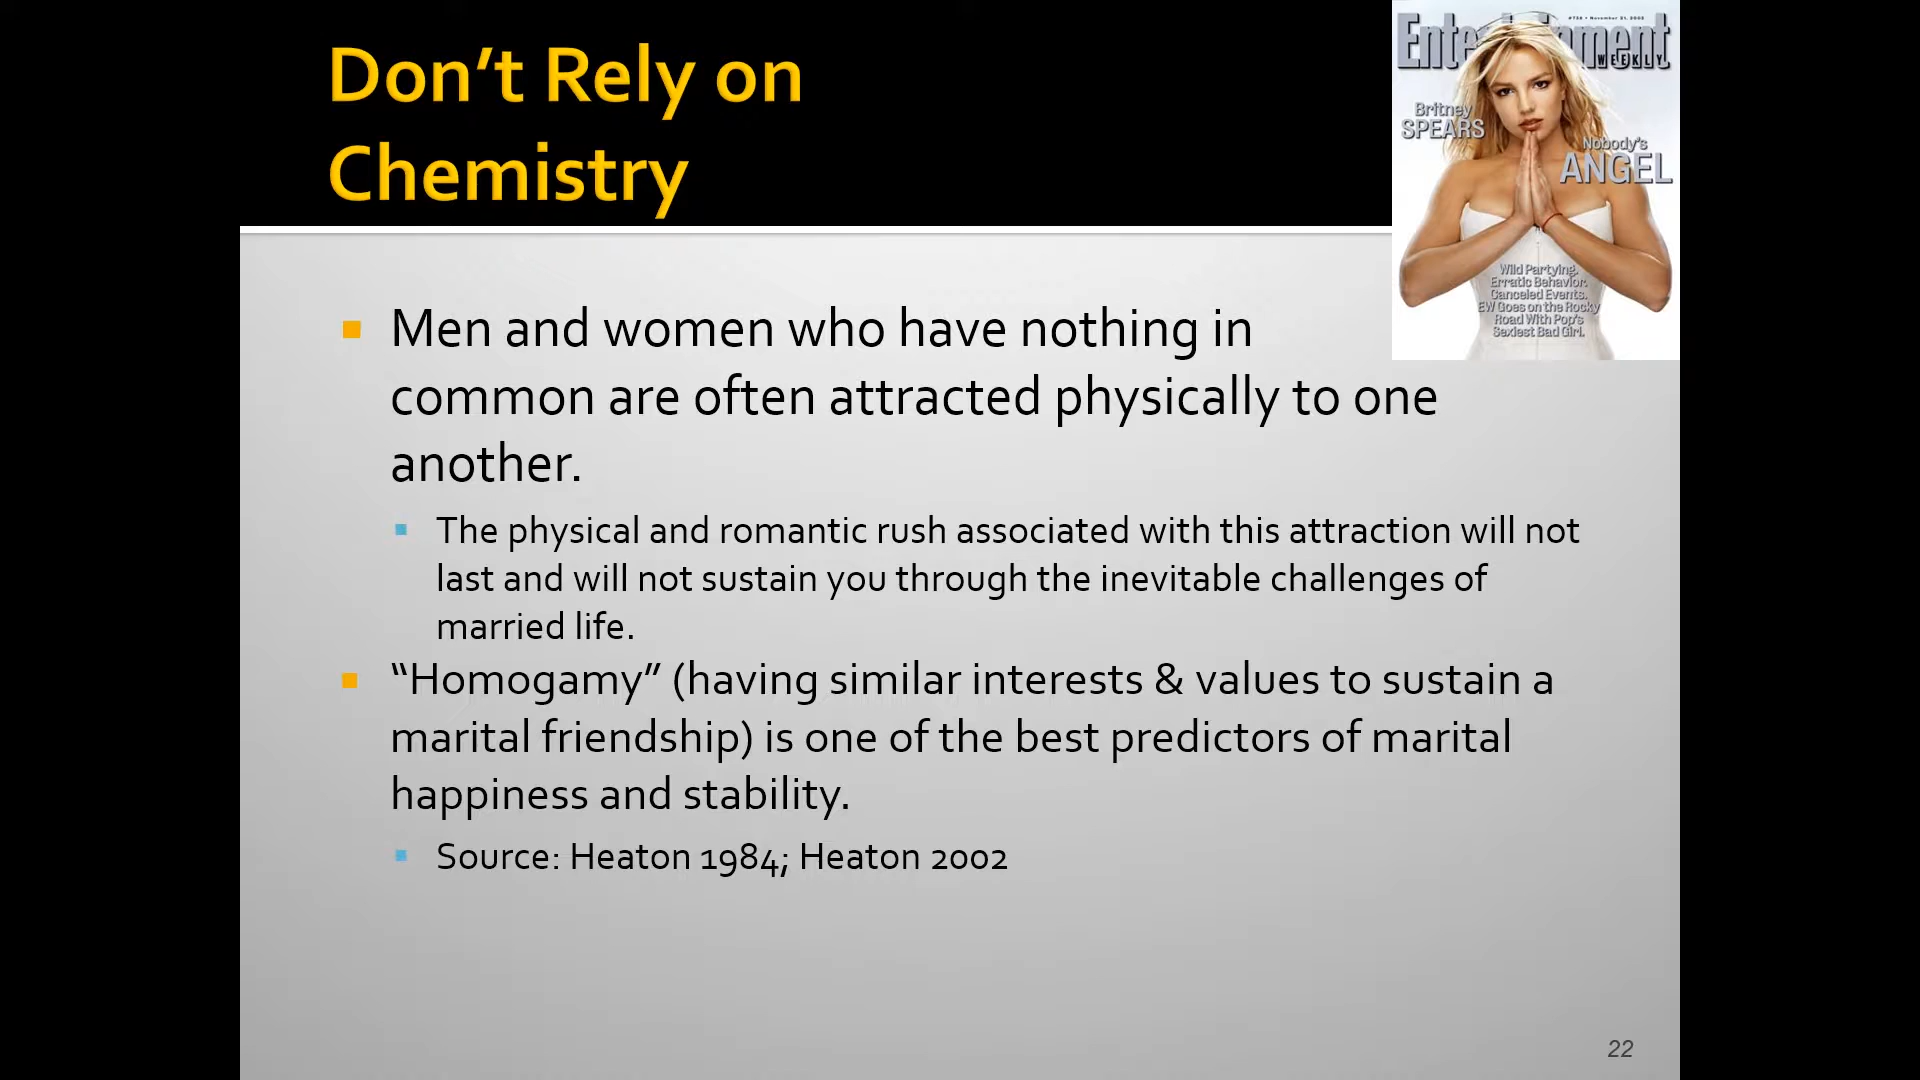 Don’t Rely on
Chemistry
Entertainment
WEEKLY
Britney
SPEARS
Nobody's
ANGEL
Wild Partying.
Erratic Behavior.
Canceled Events.
EW Goes on the Rocky
Road With Pop's
Sexiest Bad Girl.
Men and women who have nothing in
common are often attracted physically to one
another.
The physical and romantic rush associated with this attraction will not
last and will not sustain you through the inevitable challenges of
married life.
“Homogamy” (having similar interests & values to sustain a
marital friendship) is one of the best predictors of marital
happiness and stability.
Source: Heaton 1984; Heaton 2002
22